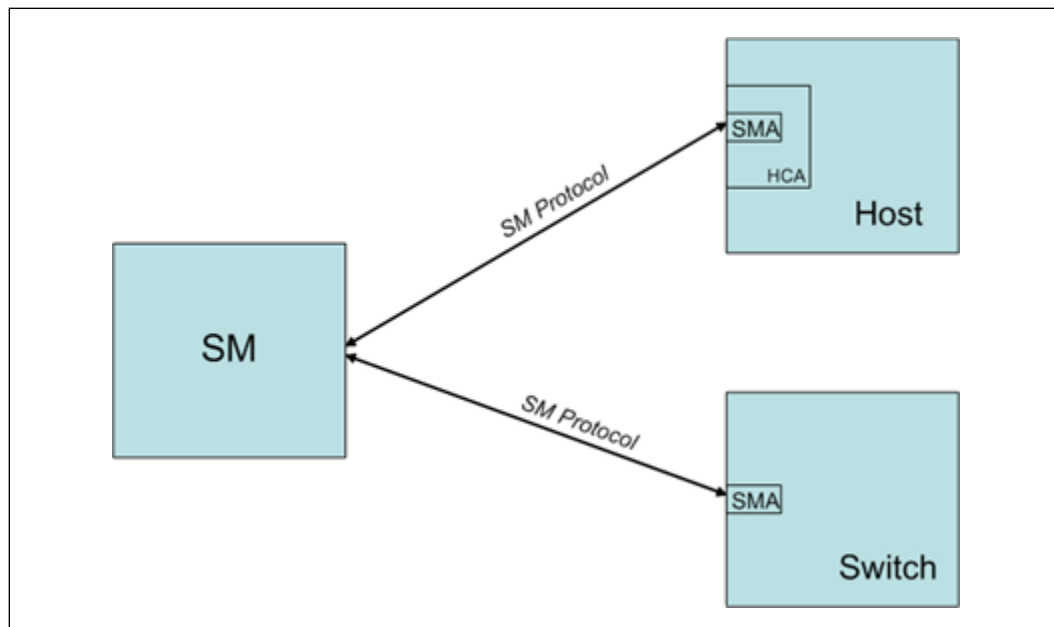 SM
SM Protocol
SMA
HCA
Host
SM Protocol
SMA
Switch